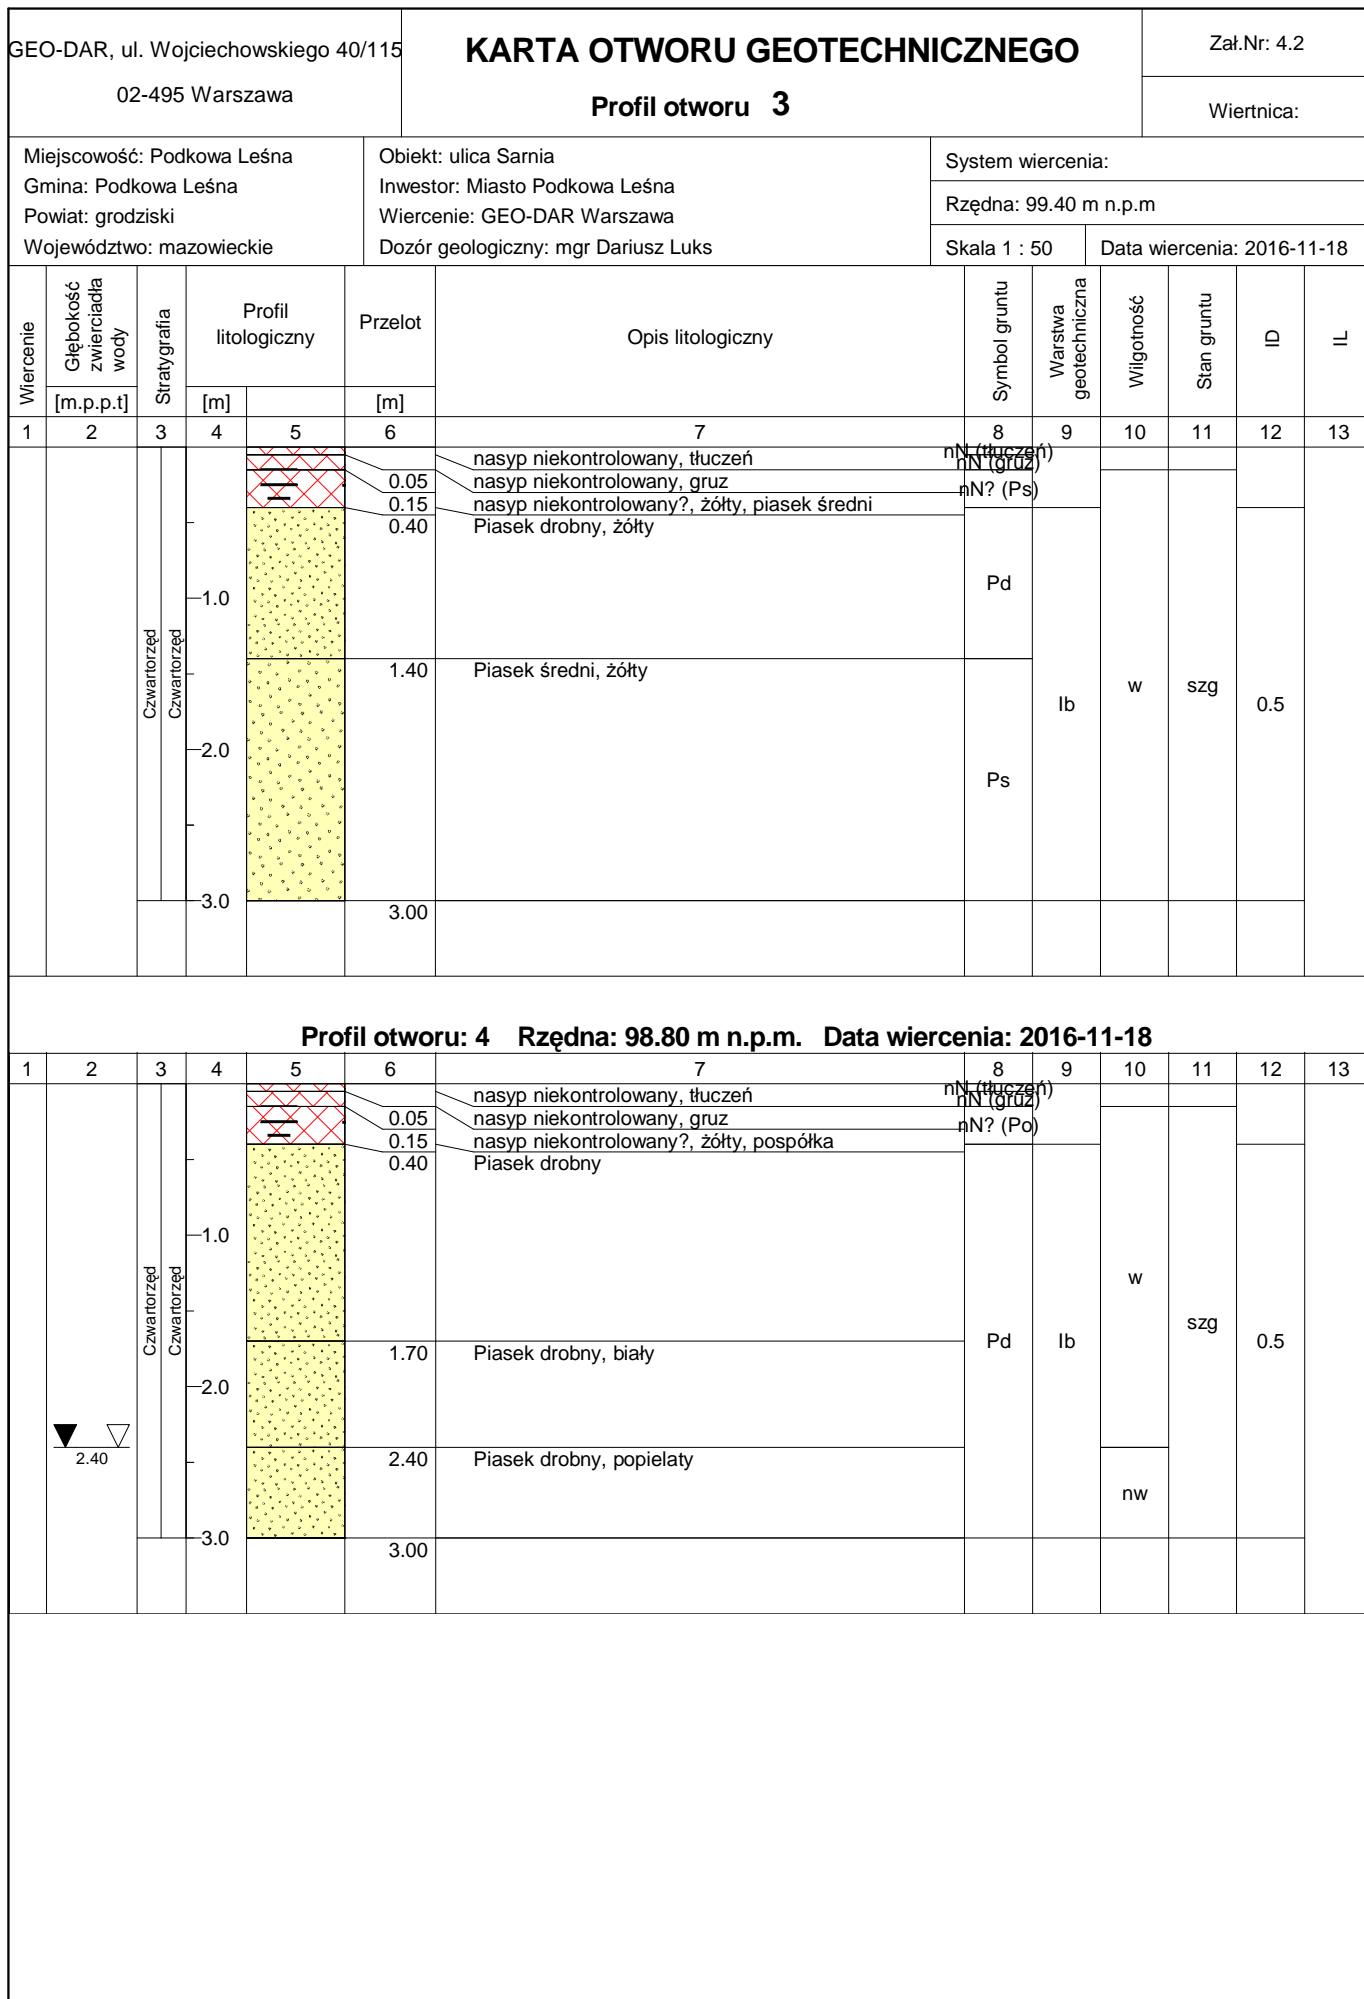 GEO-DAR, ul. Wojciechowskiego 40/115
02-495 Warszawa
KARTA OTWORU GEOTECHNICZNEGO
Profil otworu 3
Zał.Nr: 4.2
Wiertnica:
Miejscowość: Podkowa Leśna
Gmina: Podkowa Leśna
Powiat: grodziski
Województwo: mazowieckie
Obiekt: ulica Sarnia
Inwestor: Miasto Podkowa Leśna
Wiercenie: GEO-DAR Warszawa
Dozór geologiczny: mgr Dariusz Luks
System wiercenia:
Rzędna: 99.40 m n.p.m
Skala 1 : 50
Data wiercenia: 2016-11-18
Wiercenie
Głębokość zwierciadła wody
[m.p.p.t]
Stratygrafia
Profil litologiczny
[m]
Przelot
[m]
Opis litologiczny
Symbol gruntu
Warstwa geotechniczna
Wilgotność
Stan gruntu
ID
IL
1 2 3 4 5 6 7 8 9 10 11 12 13
nasyp niekontrolowany, tłuczeń nN (tłuczeń)
0.05 nasyp niekontrolowany, gruz nN (gruz)
0.15 nasyp niekontrolowany?, żółty, piasek średni nN? (Ps)
0.40 Piasek drobny, żółty
1.0
Pd
Czwartorzęd
Czwartorzęd
1.40 Piasek średni, żółty
Ib
w
szg
0.5
2.0
Ps
3.0
3.00
Profil otworu: 4 Rzędna: 98.80 m n.p.m. Data wiercenia: 2016-11-18
1 2 3 4 5 6 7 8 9 10 11 12 13
nasyp niekontrolowany, tłuczeń nN (tłuczeń)
0.05 nasyp niekontrolowany, gruz nN (gruz)
0.15 nasyp niekontrolowany?, żółty, pospółka nN? (Po)
0.40 Piasek drobny
1.0
w
Czwartorzęd
Czwartorzęd
szg
1.70 Piasek drobny, biały
Pd
Ib
0.5
2.0
2.40
2.40 Piasek drobny, popielaty
nw
3.0
3.00